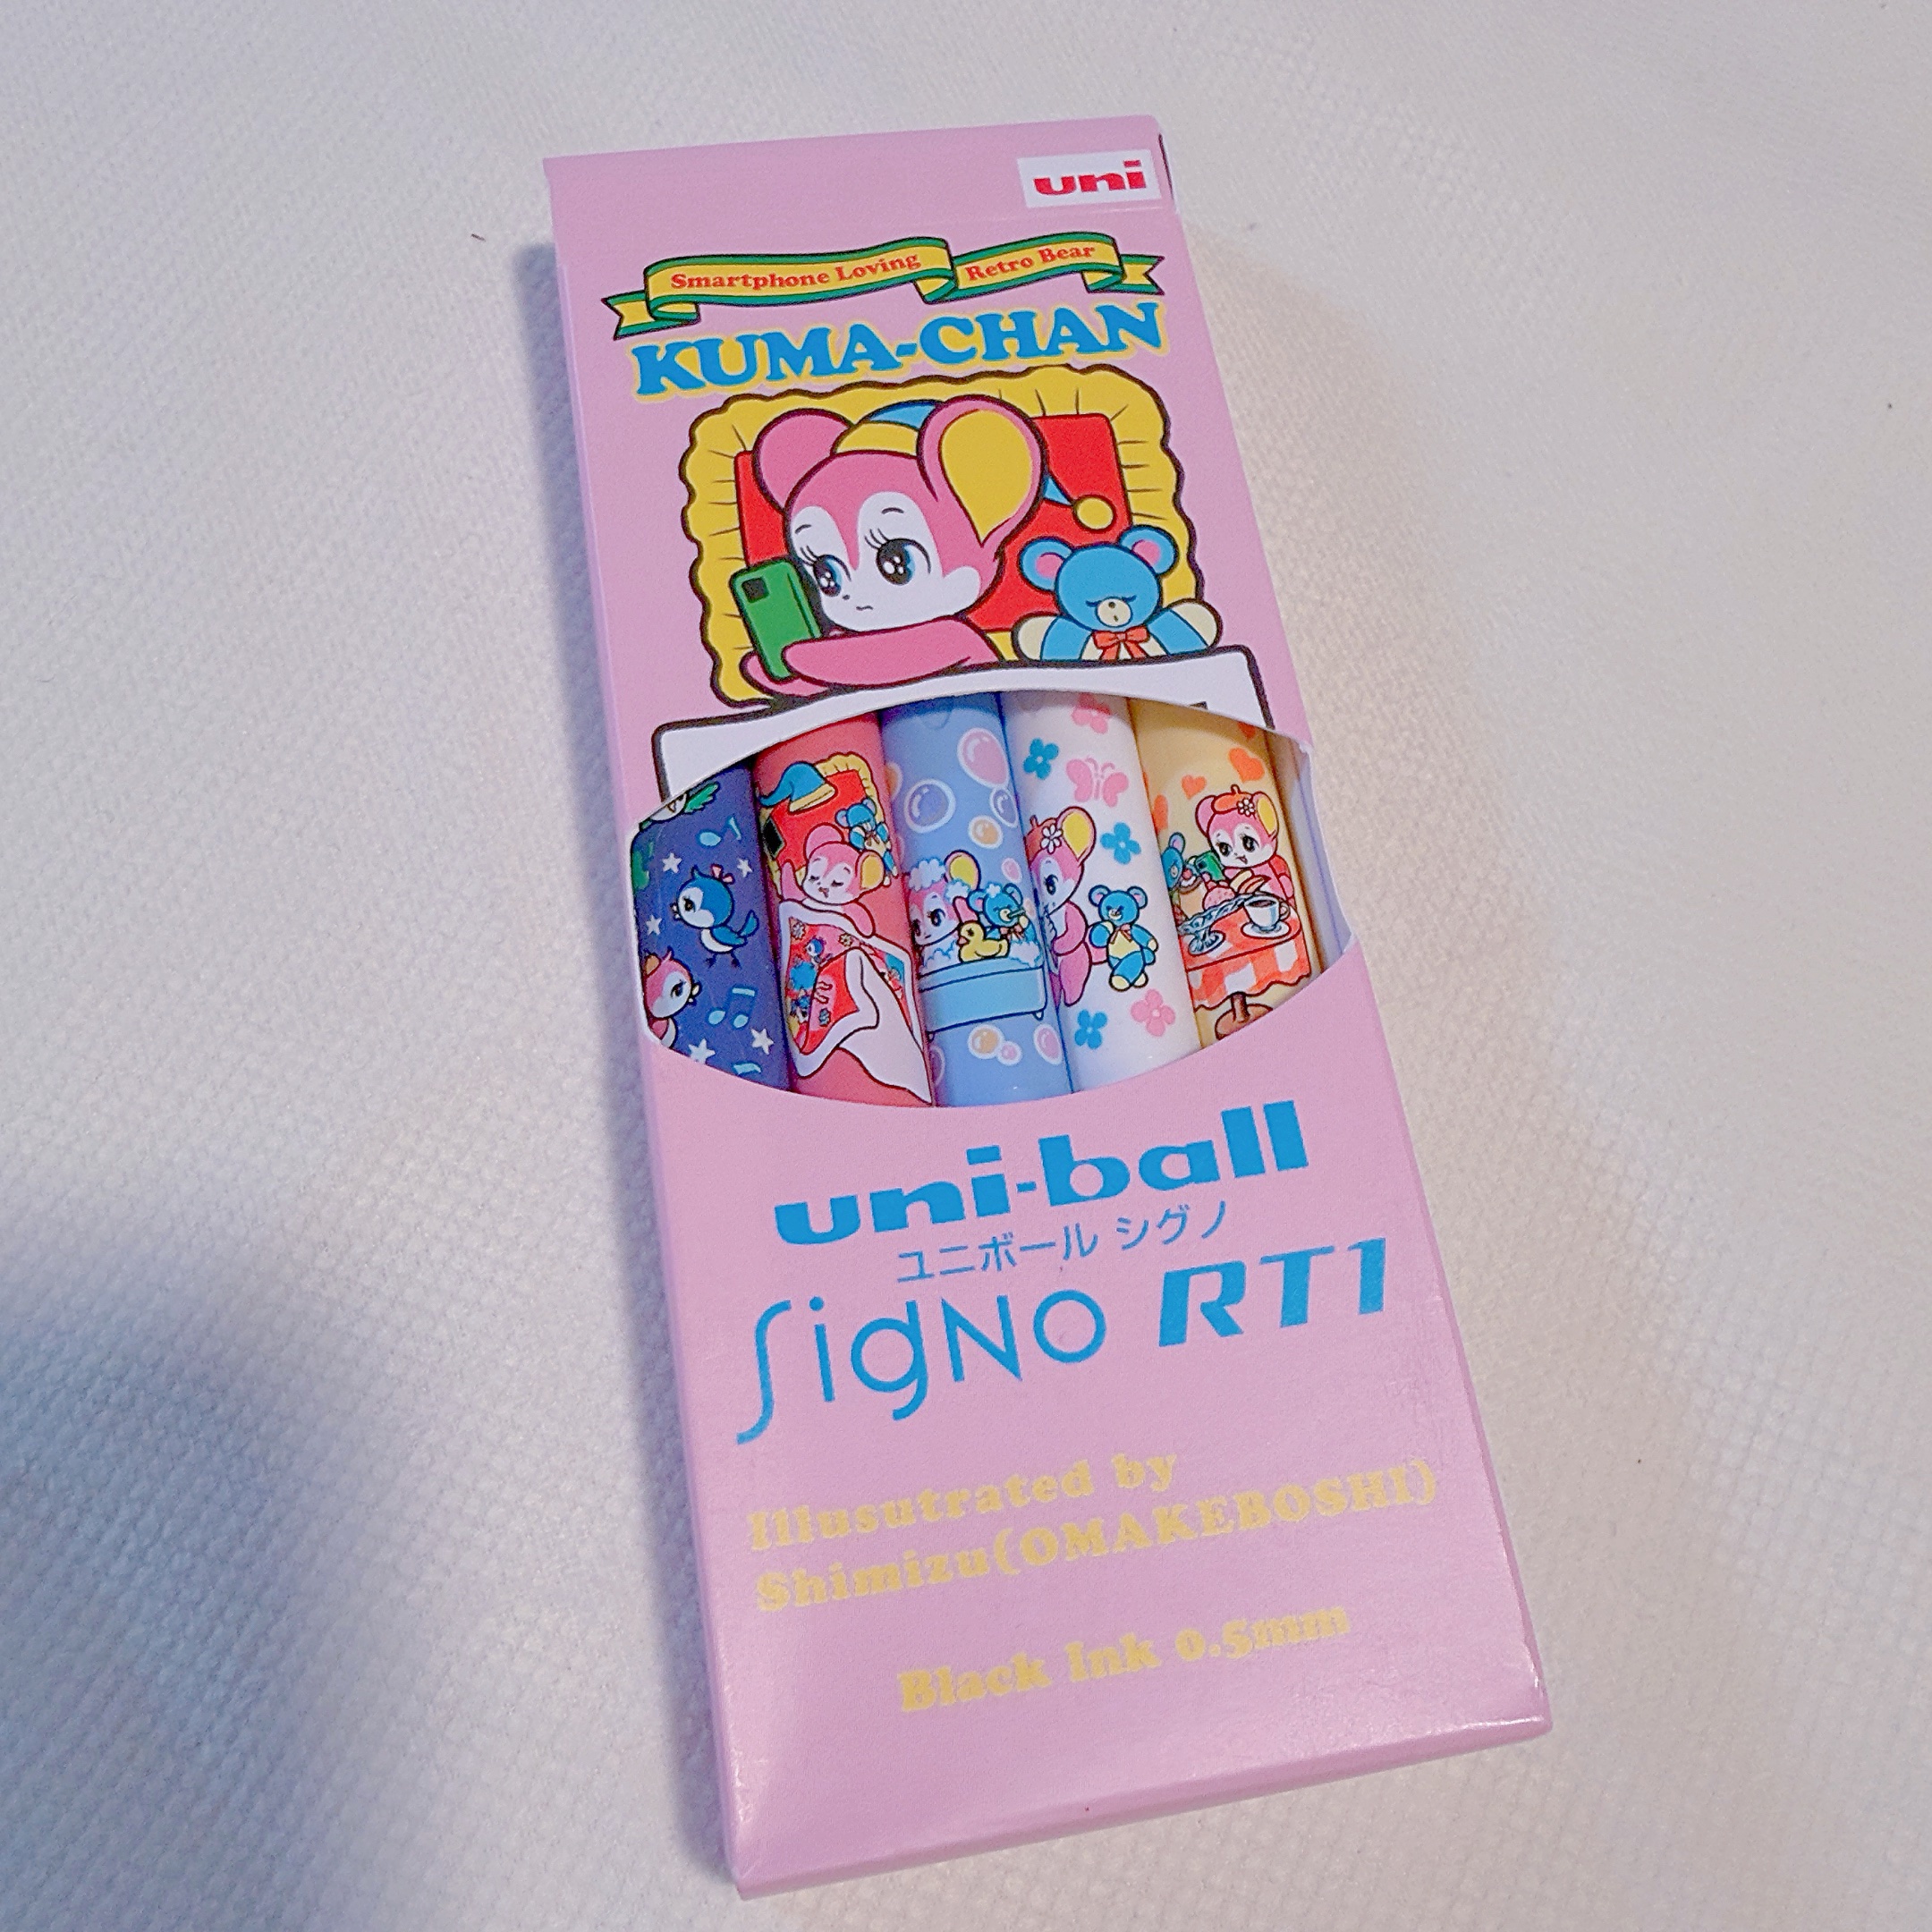 uni
Smartphone Loving Retro Bear
KUMA-CHAN
uni-ball
ユニボール シグノ
SigNo RT1
Illusutrated by
Shimizu(OMAKEBOSHI)
Black ink 0.5mm